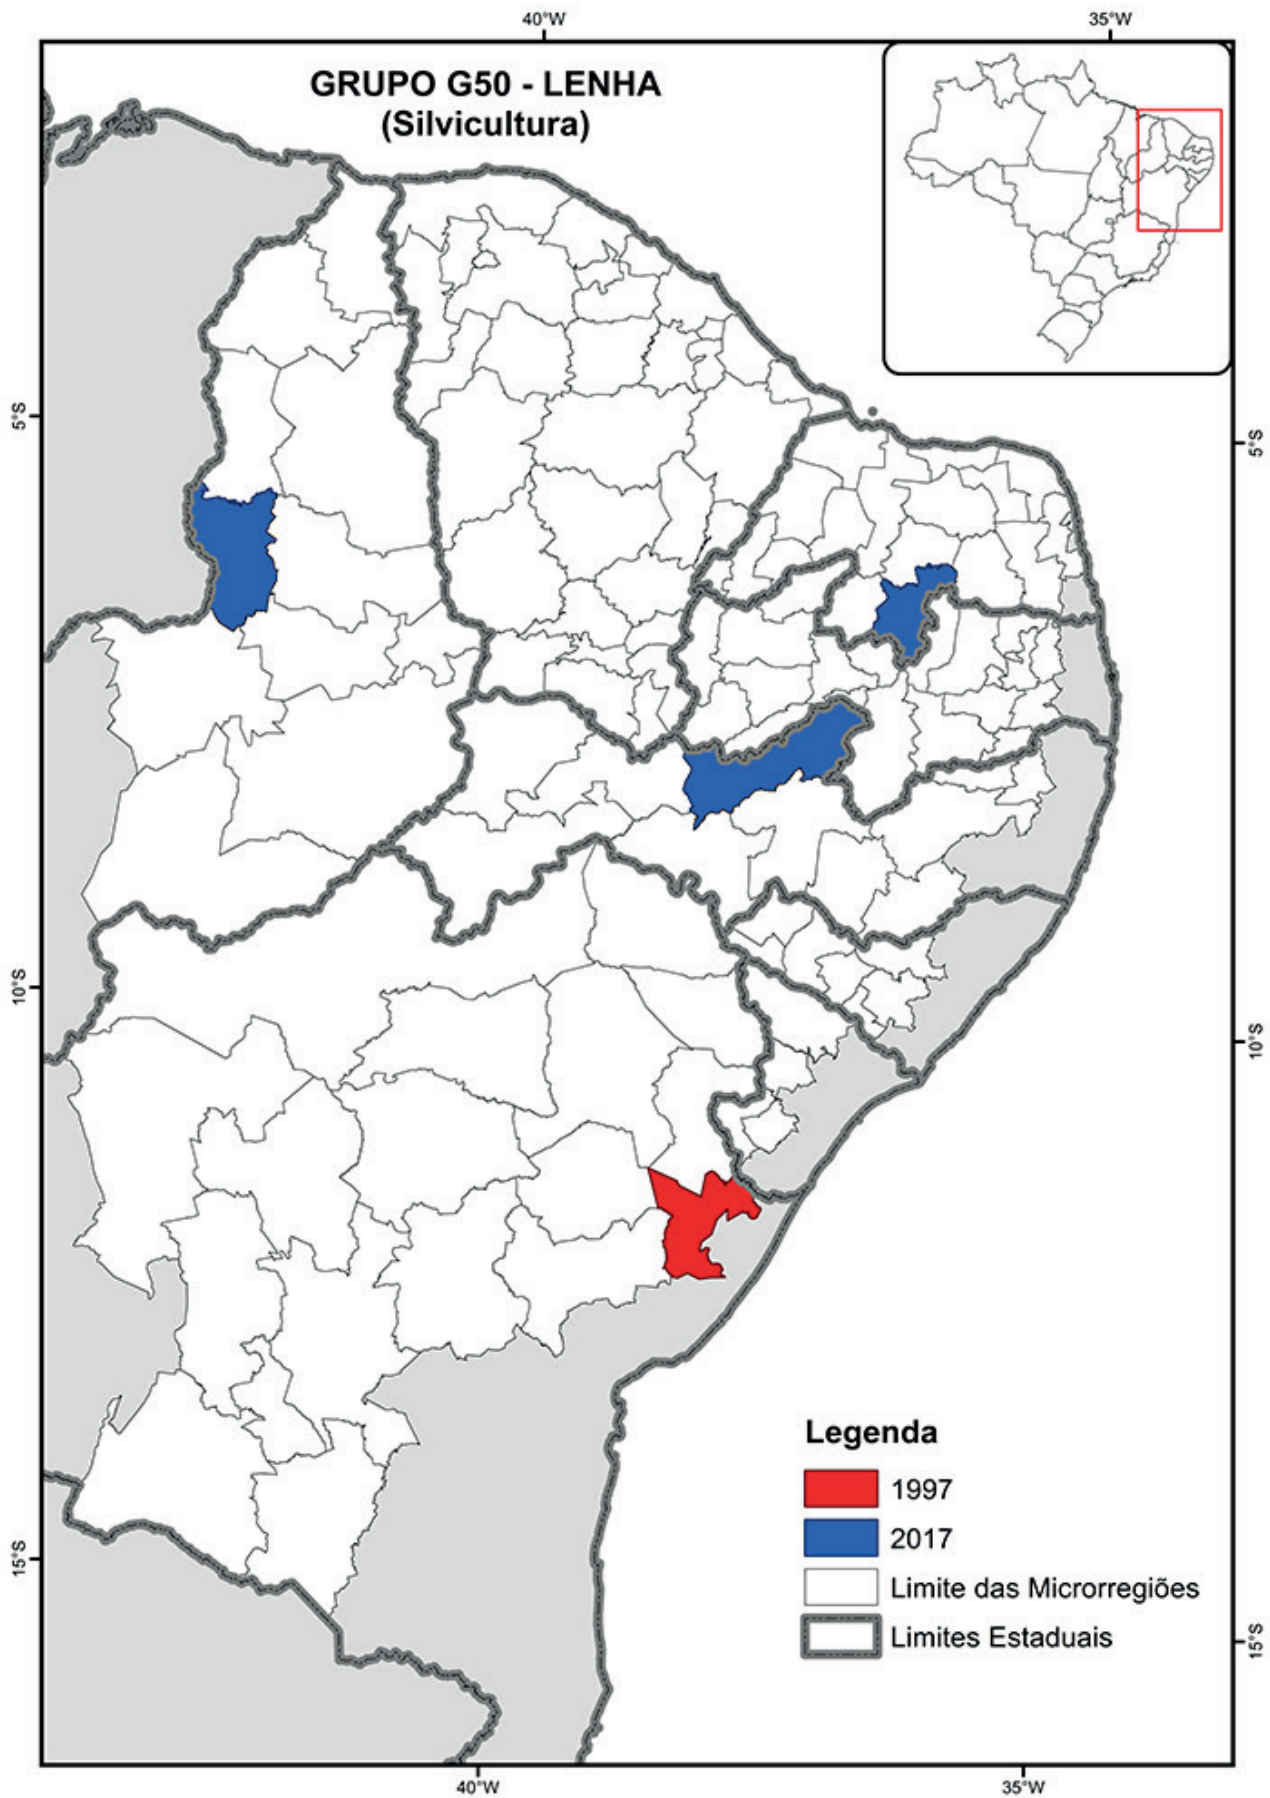 40°W
35°W
GRUPO G50 - LENHA
(Silvicultura)
5°S
5°S
10°S
10°S
Legenda
1997
2017
Limite das Microrregiões
Limites Estaduais
15°S
15°S
40°W
35°W